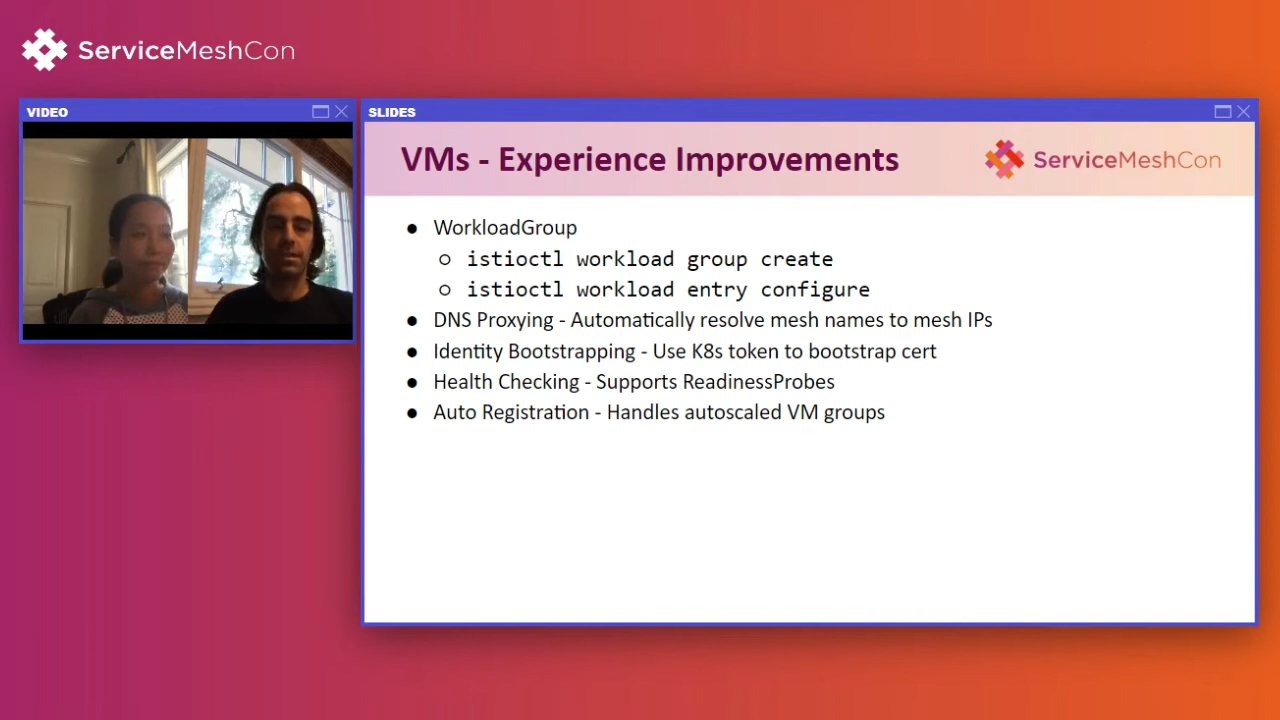 ServiceMeshCon
VIDEO
SLIDES
VMs - Experience Improvements
ServiceMeshCon
● WorkloadGroup
○ istioctl workload group create
○ istioctl workload entry configure
● DNS Proxying - Automatically resolve mesh names to mesh IPs
● Identity Bootstrapping - Use K8s token to bootstrap cert
● Health Checking - Supports ReadinessProbes
● Auto Registration - Handles autoscaled VM groups